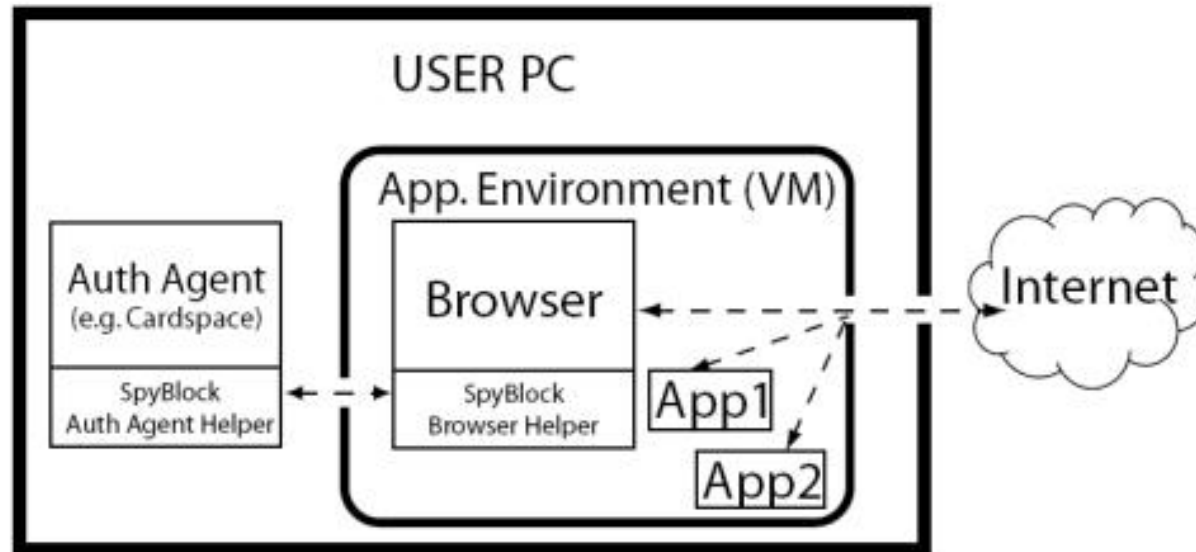 USER PC
App. Environment (VM)
Auth Agent
(e.g. Cardspace)
SpyBlock
Auth Agent Helper
Browser
SpyBlock
Browser Helper
App1
App2
Internet